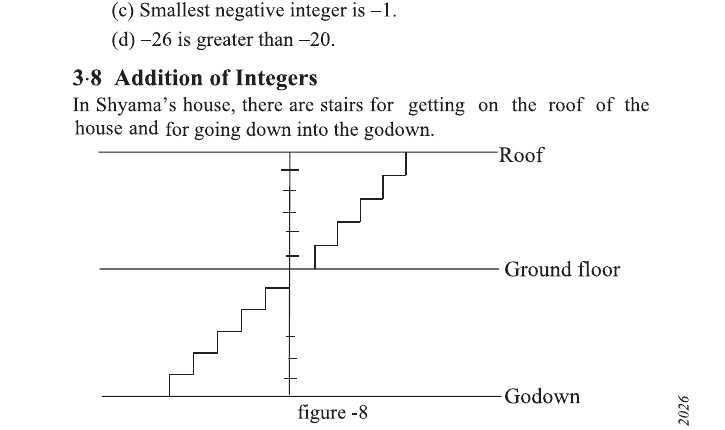 (c) Smallest negative integer is –1.
(d) –26 is greater than –20.
3·8 Addition of Integers
In Shyama’s house, there are stairs for getting on the roof of the
house and for going down into the godown.
Roof
Ground floor
Godown
figure -8
2026